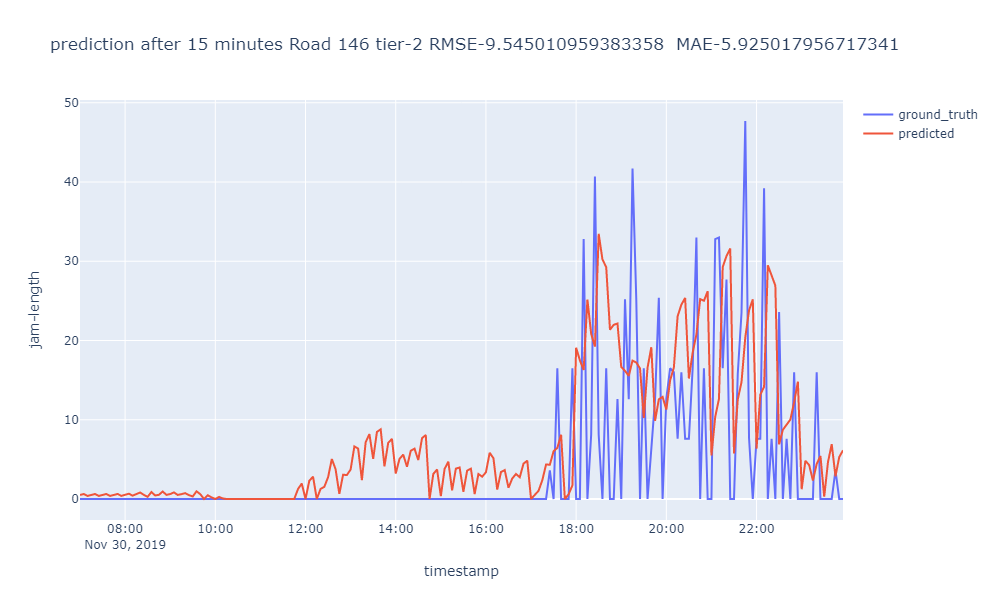 prediction after 15 minutes Road 146 tier-2 RMSE-9.545010959383358  MAE-5.925017956717341
ground_truth
predicted
jam-length
50
40
30
20
10
0
08:00 10:00 12:00 14:00 16:00 18:00 20:00 22:00
Nov 30, 2019
timestamp